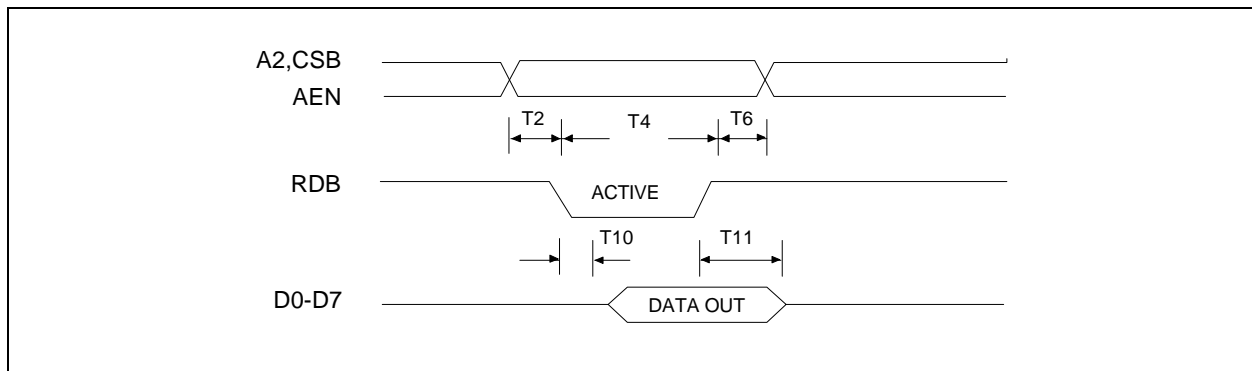 A2,CSB
AEN
T2 T4 T6
RDB ACTIVE
T10 T11
D0-D7 DATA OUT